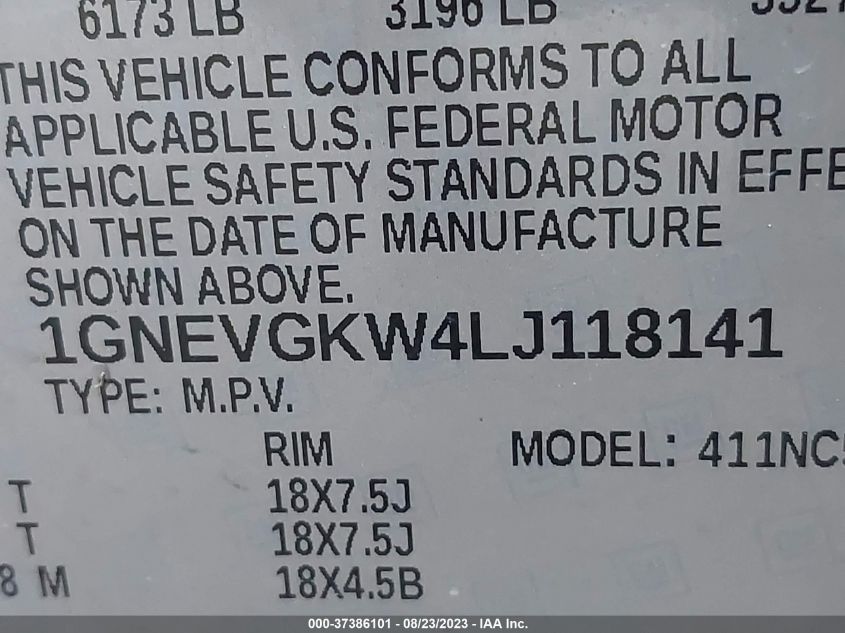 6173 LB 3196 LB
THIS VEHICLE CONFORMS TO ALL
APPLICABLE U.S. FEDERAL MOTOR
VEHICLE SAFETY STANDARDS IN EFFE
ON THE DATE OF MANUFACTURE
SHOWN ABOVE.
1GNEVGKW4LJ118141
TYPE: M.P.V.
RIM MODEL: 411NC
T 18X7.5J
T 18X7.5J
8 M 18X4.5B
000-37386101 - 08/23/2023 - IAA Inc.